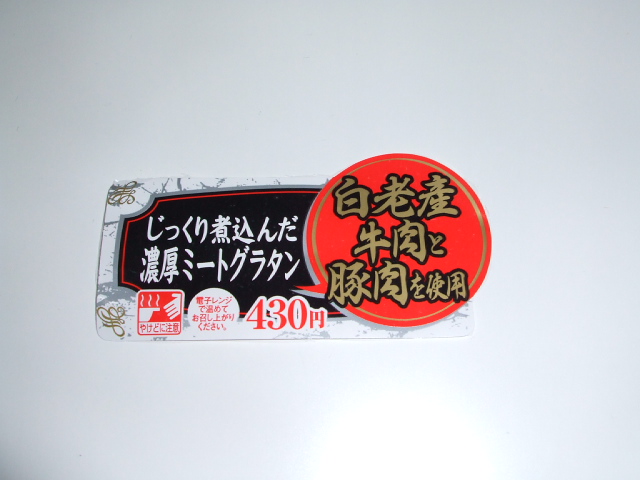 じっくり煮込んだ
濃厚ミートグラタン
白老産
牛肉と
豚肉を使用
やけどに注意
電子レンジ
で温めて
お召し上がり
ください。
430円